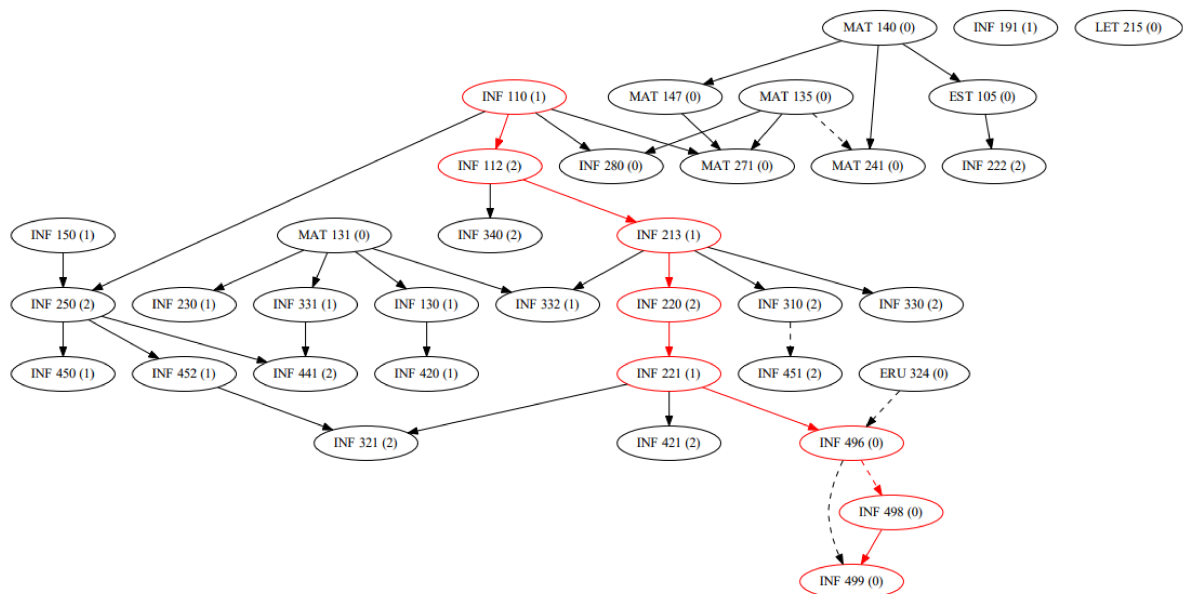 MAT 140 (0)
INF 191 (1)
LET 215 (0)
INF 110 (1)
MAT 147 (0)
MAT 135 (0)
EST 105 (0)
INF 112 (2)
INF 280 (0)
MAT 271 (0)
MAT 241 (0)
INF 222 (2)
INF 150 (1)
MAT 131 (0)
INF 340 (2)
INF 213 (1)
INF 250 (2)
INF 230 (1)
INF 331 (1)
INF 130 (1)
INF 332 (1)
INF 220 (2)
INF 310 (2)
INF 330 (2)
INF 450 (1)
INF 452 (1)
INF 441 (2)
INF 420 (1)
INF 221 (1)
INF 451 (2)
ERU 324 (0)
INF 321 (2)
INF 421 (2)
INF 496 (0)
INF 498 (0)
INF 499 (0)